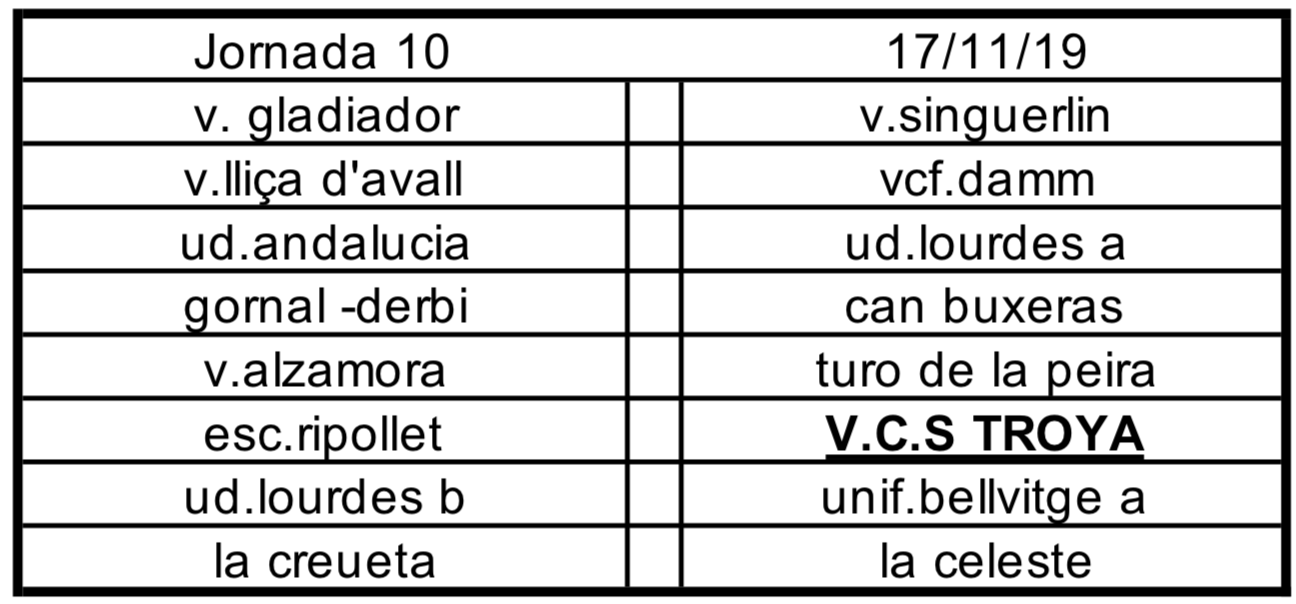 Jornada 10 17/11/19
v. gladiador v.singuerlin
v.lliça d'avall vcf.damm
ud.andalucia ud.lourdes a
gornal -derbi can buxeras
v.alzamora turo de la peira
esc.ripollet V.C.S TROYA
ud.lourdes b unif.bellvitge a
la creueta la celeste